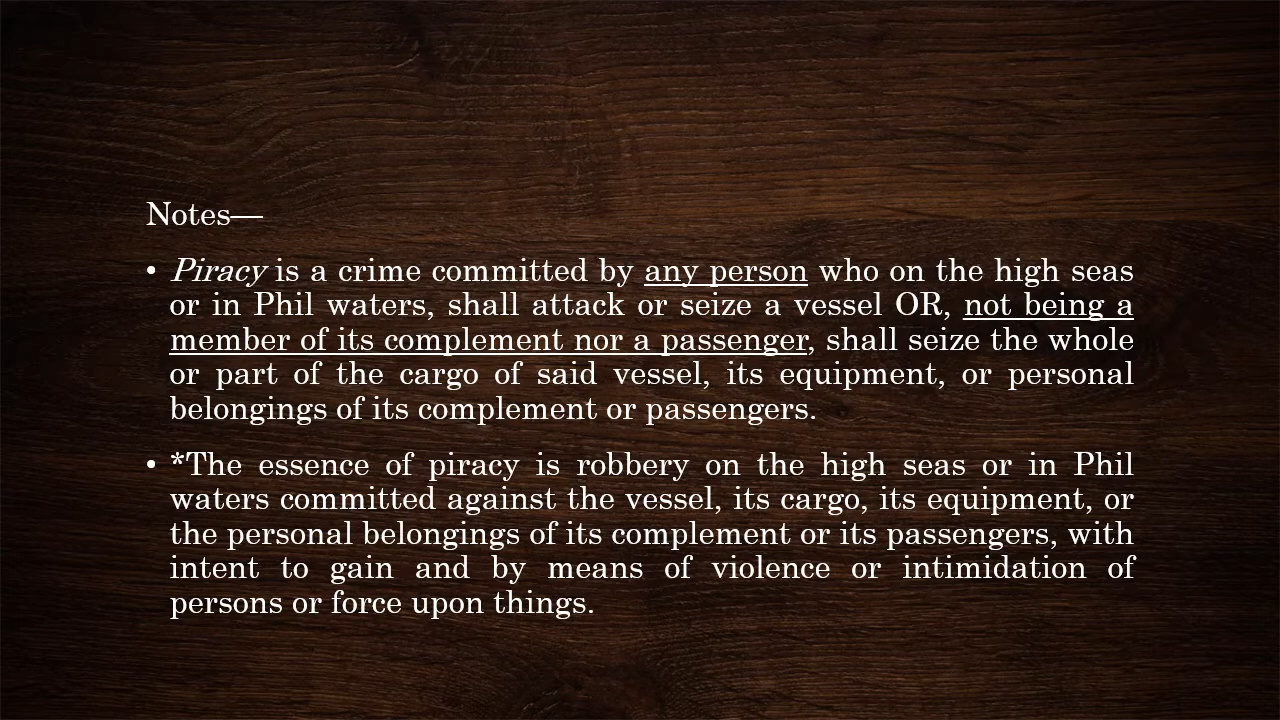 Notes—
• Piracy is a crime committed by any person who on the high seas
or in Phil waters, shall attack or seize a vessel OR, not being a
member of its complement nor a passenger, shall seize the whole
or part of the cargo of said vessel, its equipment, or personal
belongings of its complement or passengers.
• *The essence of piracy is robbery on the high seas or in Phil
waters committed against the vessel, its cargo, its equipment, or
the personal belongings of its complement or its passengers, with
intent to gain and by means of violence or intimidation of
persons or force upon things.